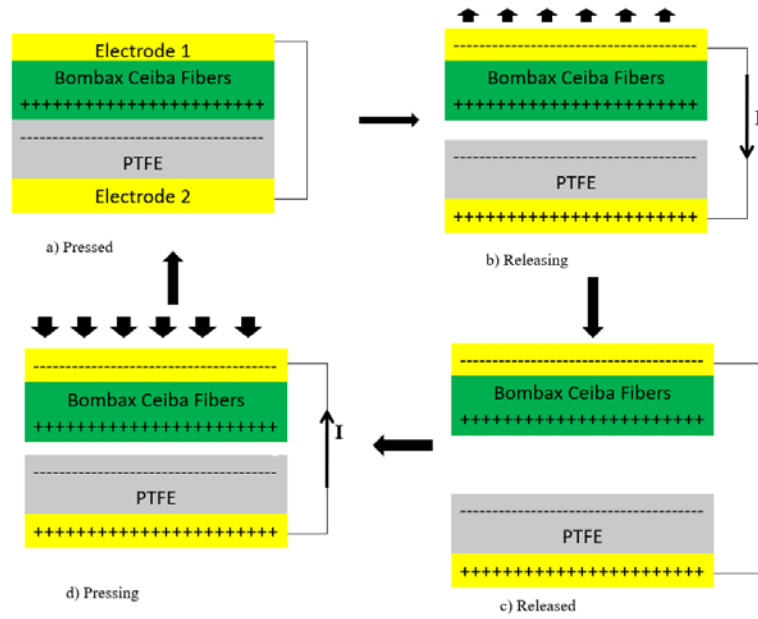 Electrode 1
Bombax Ceiba Fibers
PTFE
Electrode 2
a) Pressed
Bombax Ceiba Fibers
I
PTFE
b) Releasing
Bombax Ceiba Fibers
PTFE
c) Released
Bombax Ceiba Fibers
I
PTFE
d) Pressing